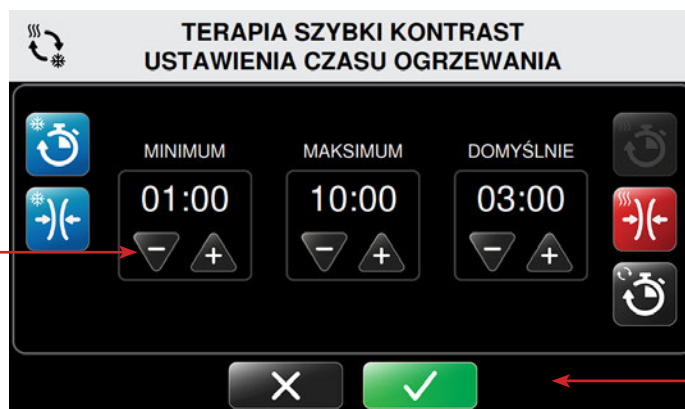 TERAPIA SZYBKI KONTRAST
USTAWIENIA CZASU OGRZEWANIA
MINIMUM MAKSIMUM DOMYŚLNIE
01:00 10:00 03:00
- + - + - +